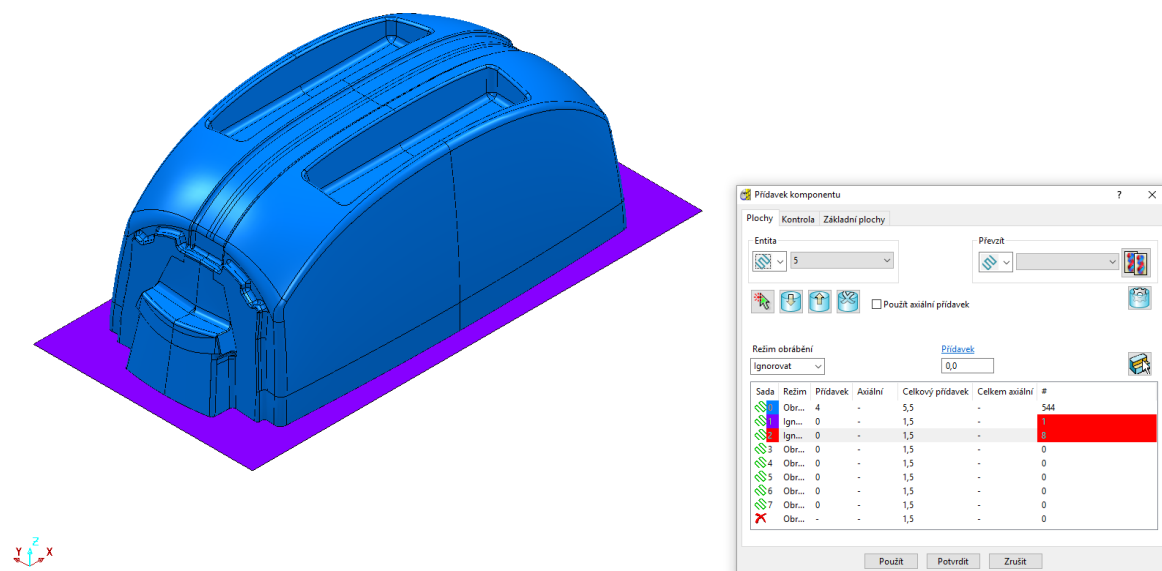 Přídavek komponentu ?
Plochy Kontrola Základní plochy
Entita Převzít
5
Použít axiální přídavek
Režim obrábění Přídavek
Ignorovat 0,0
Sada Režim Přídavek Axiální Celkový přídavek Celkem axiální #
0 Obr... 4 - 5,5 - 544
1 Ign... 0 - 1,5 - 1
2 Ign... 0 - 1,5 - 8
3 Obr... 0 - 1,5 - 0
4 Obr... 0 - 1,5 - 0
5 Obr... 0 - 1,5 - 0
6 Obr... 0 - 1,5 - 0
7 Obr... 0 - 1,5 - 0
Obr... - - 1,5 - 0
Použít Potvrdit Zrušit
Z
Y X